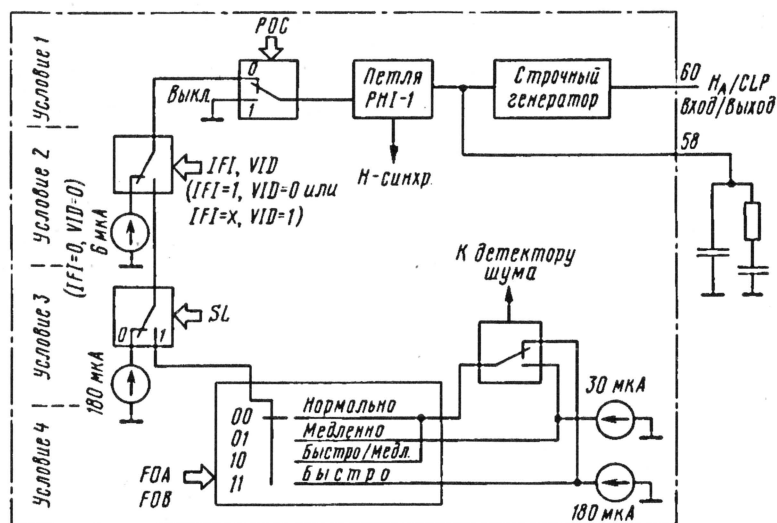 POC
0
Выкл.
1
Петля
PHI-1
Строчный
генератор
60
HA/CLP
Вход/выход
58
H-синхр.
IFI, VID
(IFI=1, VID=0 или
IFI=x, VID=1)
6 мкА
(IFI=0, VID=0)
Условие 1
Условие 2
Условие 3
Условие 4
SL
0
1
180 мкА
К детектору
шума
30 мкА
180 мкА
FOA
FOB
00
01
10
11
Нормально
Медленно
Быстро/медл.
Быстро